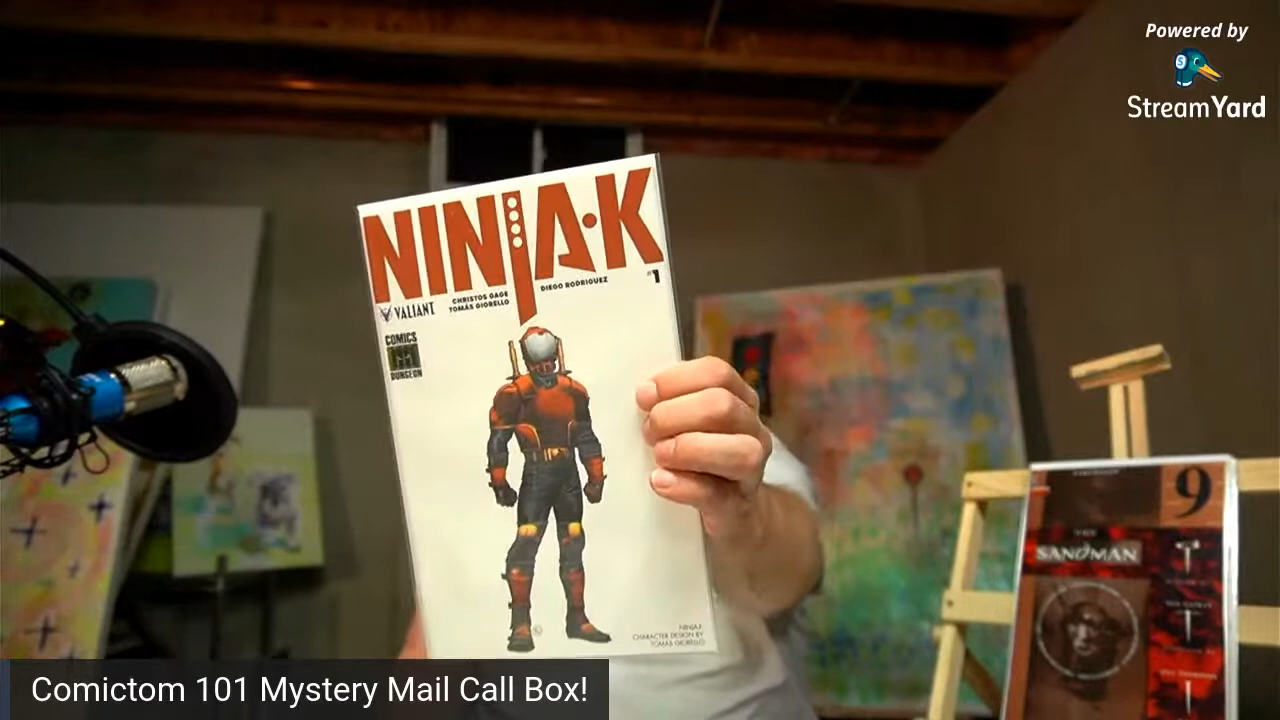 Powered by
StreamYard
NINJA•K
#1
VALIANT
CHRISTOS GAGE
TOMÁS GIORELLO
DIEGO RODRIGUEZ
COMICS
DUNGEON
9
THE
SANDMAN
NINJA-K
CHARACTER DESIGN BY
TOMÁS GIORELLO
Comictom 101 Mystery Mail Call Box!